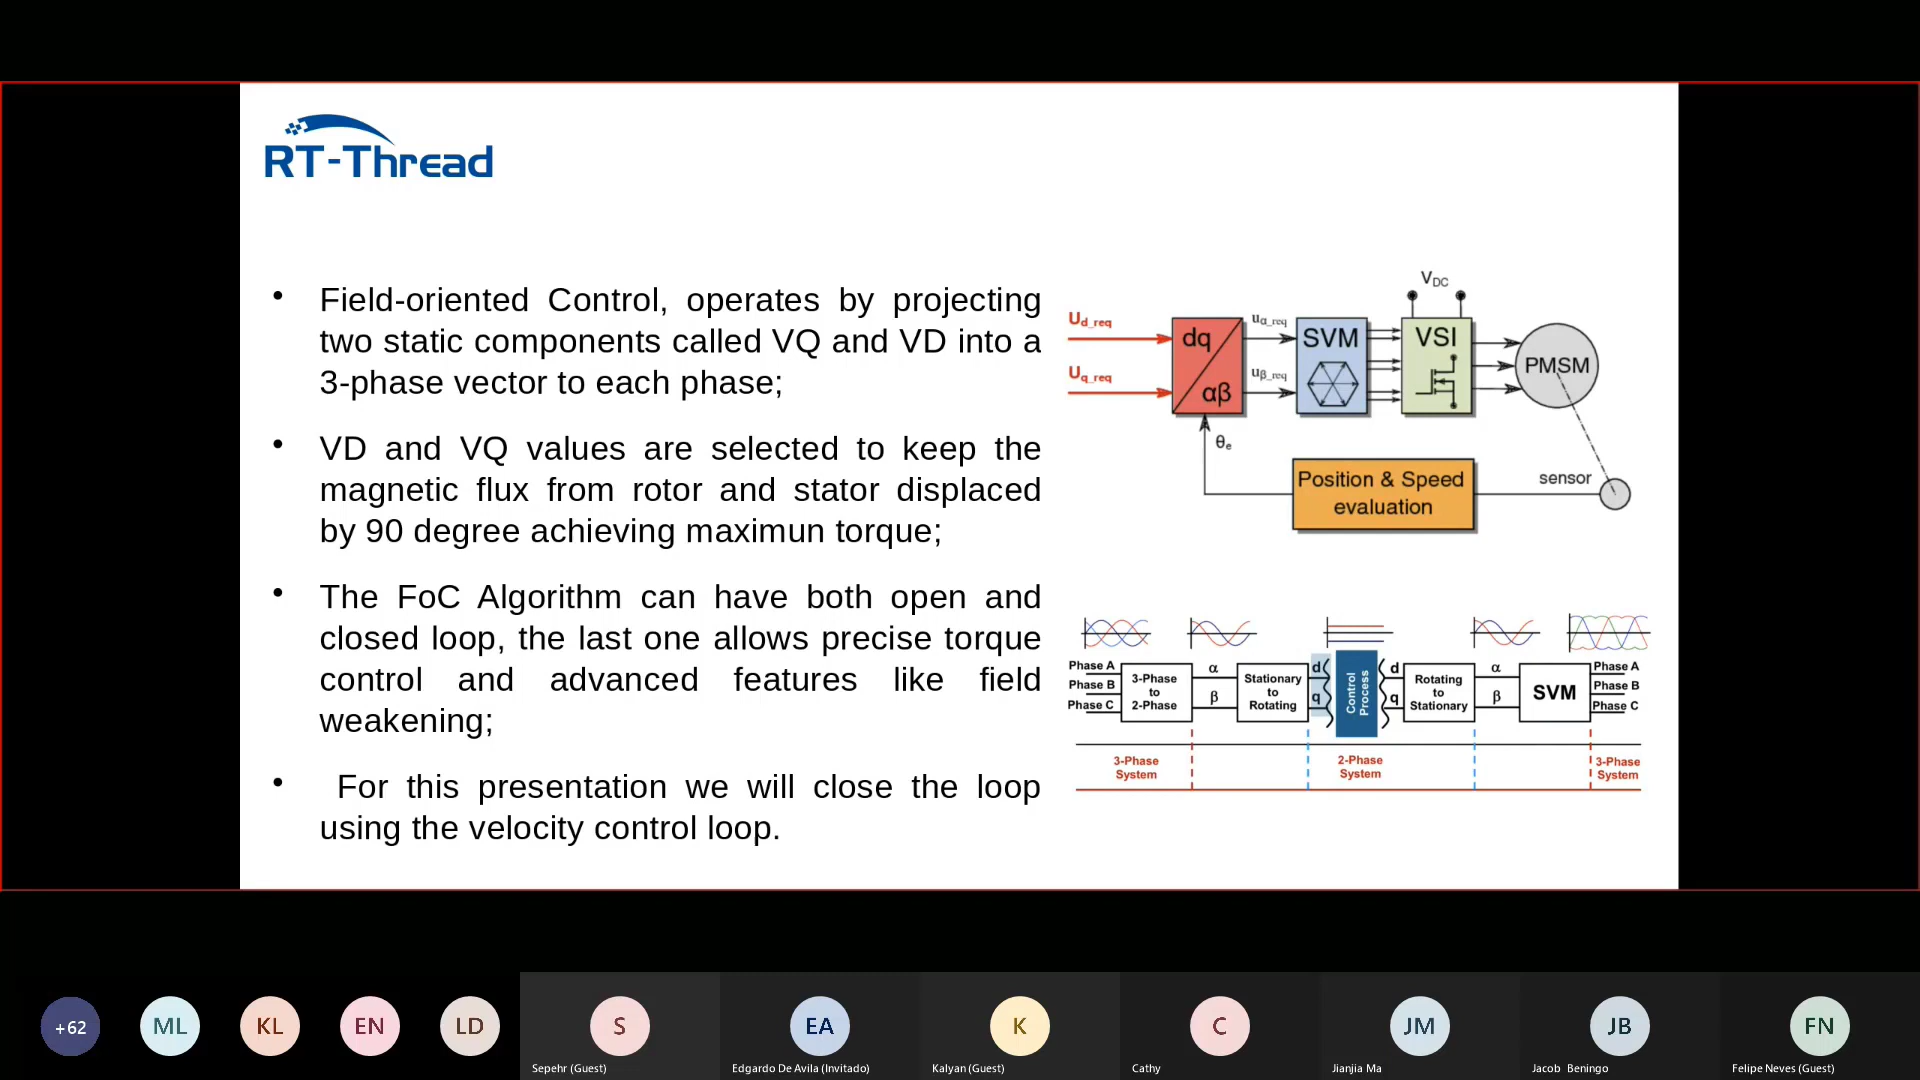 RT-Thread
• Field-oriented Control, operates by projecting
two static components called VQ and VD into a
3-phase vector to each phase;
• VD and VQ values are selected to keep the
magnetic flux from rotor and stator displaced
by 90 degree achieving maximun torque;
• The FoC Algorithm can have both open and
closed loop, the last one allows precise torque
control and advanced features like field
weakening;
• For this presentation we will close the loop
using the velocity control loop.
VDC
Ud_req
Uq_req
dq
αβ
uα_req
uβ_req
SVM
VSI
PMSM
θe
Position & Speed
evaluation
sensor
Phase A
Phase B
Phase C
3-Phase
to
2-Phase
α
β
Stationary
to
Rotating
d
q
Control
Process
d
q
Rotating
to
Stationary
α
β
SVM
Phase A
Phase B
Phase C
3-Phase
System
2-Phase
System
3-Phase
System
+62
ML
KL
EN
LD
S
EA
K
C
JM
JB
FN
Sepehr (Guest)
Edgardo De Avila (Invitado)
Kalyan (Guest)
Cathy
Jianjia Ma
Jacob Beningo
Felipe Neves (Guest)